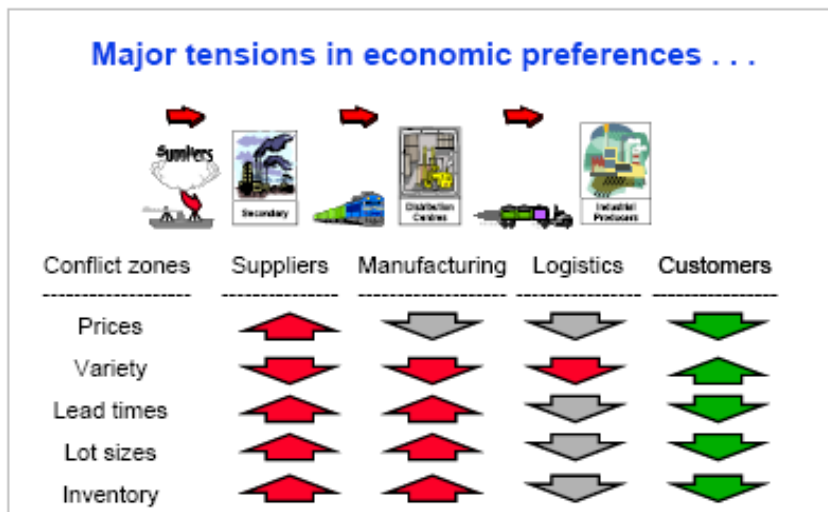 Major tensions in economic preferences . . .
Suppliers
Secondary
Distribution
Centres
Industrial
Producers
Conflict zones Suppliers Manufacturing Logistics Customers
Prices
Variety
Lead times
Lot sizes
Inventory